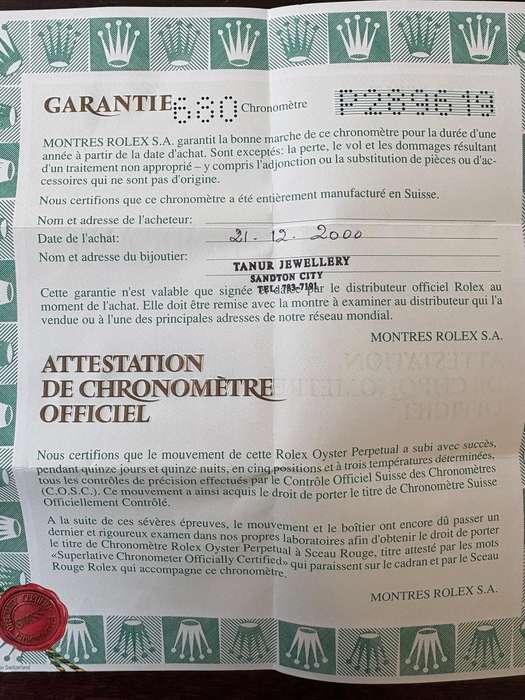 GARANTIE 680 Chronomètre P289619
MONTRES ROLEX S.A. garantit la bonne marche de ce chronomètre pour la durée d'une
année à partir de la date d'achat. Sont exceptés: la perte, le vol et les dommages résultant
d'un traitement non approprié – y compris l'adjonction ou la substitution de pièces ou d'ac-
cessoires qui ne sont pas d'origine.
Nous certifions que ce chronomètre a été entièrement manufacturé en Suisse.
Nom et adresse de l'acheteur:
Date de l'achat: 21-12.2000
Nom et adresse du bijoutier:
TANUR JEWELLERY
SANDTON CITY
TEL. 783-7191
Cette garantie n'est valable que signée et datée par le distributeur officiel Rolex au
moment de l'achat. Elle doit être remise avec la montre à examiner au distributeur qui l'a
vendue ou à l'une des principales adresses de notre réseau mondial.
MONTRES ROLEX S.A.
ATTESTATION
DE CHRONOMÈTRE
OFFICIEL
Nous certifions que le mouvement de cette Rolex Oyster Perpetual a subi avec succès,
pendant quinze jours et quinze nuits, en cinq positions et à trois températures déterminées,
tous les contrôles de précision effectués par le Contrôle Officiel Suisse des Chronomètres
(C.O.S.C.). Ce mouvement a ainsi acquis le droit de porter le titre de Chronomètre Suisse
Officiellement Contrôlé.
A la suite de ces sévères épreuves, le mouvement et le boîtier ont encore dû passer un
dernier et rigoureux examen dans nos propres laboratoires afin d'obtenir le droit de porter
le titre de Chronomètre Rolex Oyster Perpetual à Sceau Rouge, titre attesté par les mots
«Superlative Chronometer Officially Certified» qui paraissent sur le cadran et par le Sceau
Rouge Rolex qui accompagne ce chronomètre.
MONTRES ROLEX S.A.
Switzerland